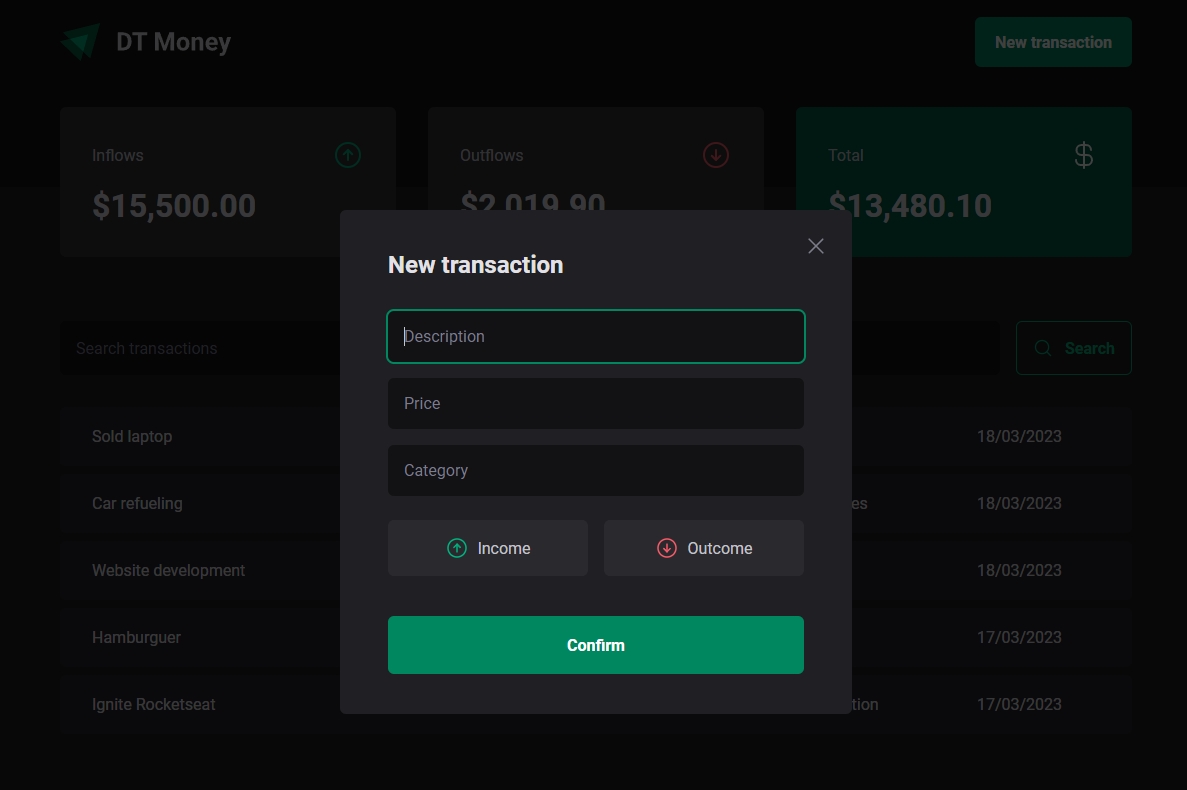 DT Money
New transaction
Inflows
Outflows
Total
$
$15,500.00
$2,019.90
$13,480.10
New transaction
Description
Price
Category
Income
Outcome
Confirm
Search transactions
Search
Sold laptop
18/03/2023
Car refueling
es
18/03/2023
Website development
18/03/2023
Hamburguer
17/03/2023
Ignite Rocketseat
tion
17/03/2023